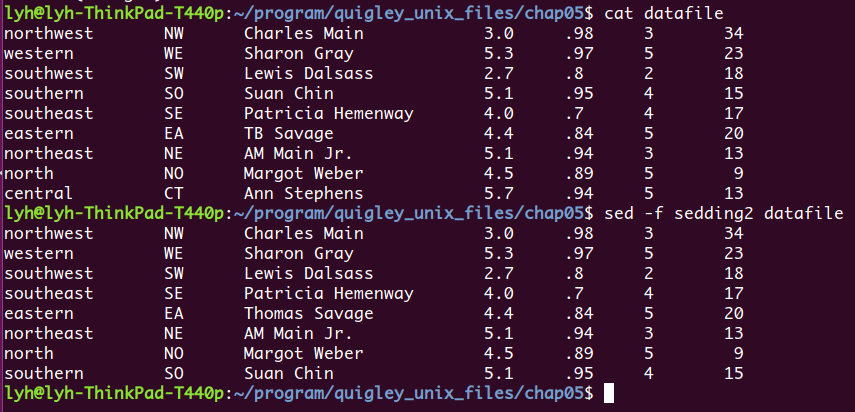 lyh@lyh-ThinkPad-T440p:~/program/quigley_unix_files/chap05$ cat datafile
northwest NW Charles Main 3.0 .98 3 34
western WE Sharon Gray 5.3 .97 5 23
southwest SW Lewis Dalsass 2.7 .8 2 18
southern SO Suan Chin 5.1 .95 4 15
southeast SE Patricia Hemenway 4.0 .7 4 17
eastern EA TB Savage 4.4 .84 5 20
northeast NE AM Main Jr. 5.1 .94 3 13
north NO Margot Weber 4.5 .89 5 9
central CT Ann Stephens 5.7 .94 5 13
lyh@lyh-ThinkPad-T440p:~/program/quigley_unix_files/chap05$ sed -f sedding2 datafile
northwest NW Charles Main 3.0 .98 3 34
western WE Sharon Gray 5.3 .97 5 23
southwest SW Lewis Dalsass 2.7 .8 2 18
southeast SE Patricia Hemenway 4.0 .7 4 17
eastern EA Thomas Savage 4.4 .84 5 20
northeast NE AM Main Jr. 5.1 .94 3 13
north NO Margot Weber 4.5 .89 5 9
southern SO Suan Chin 5.1 .95 4 15
lyh@lyh-ThinkPad-T440p:~/program/quigley_unix_files/chap05$